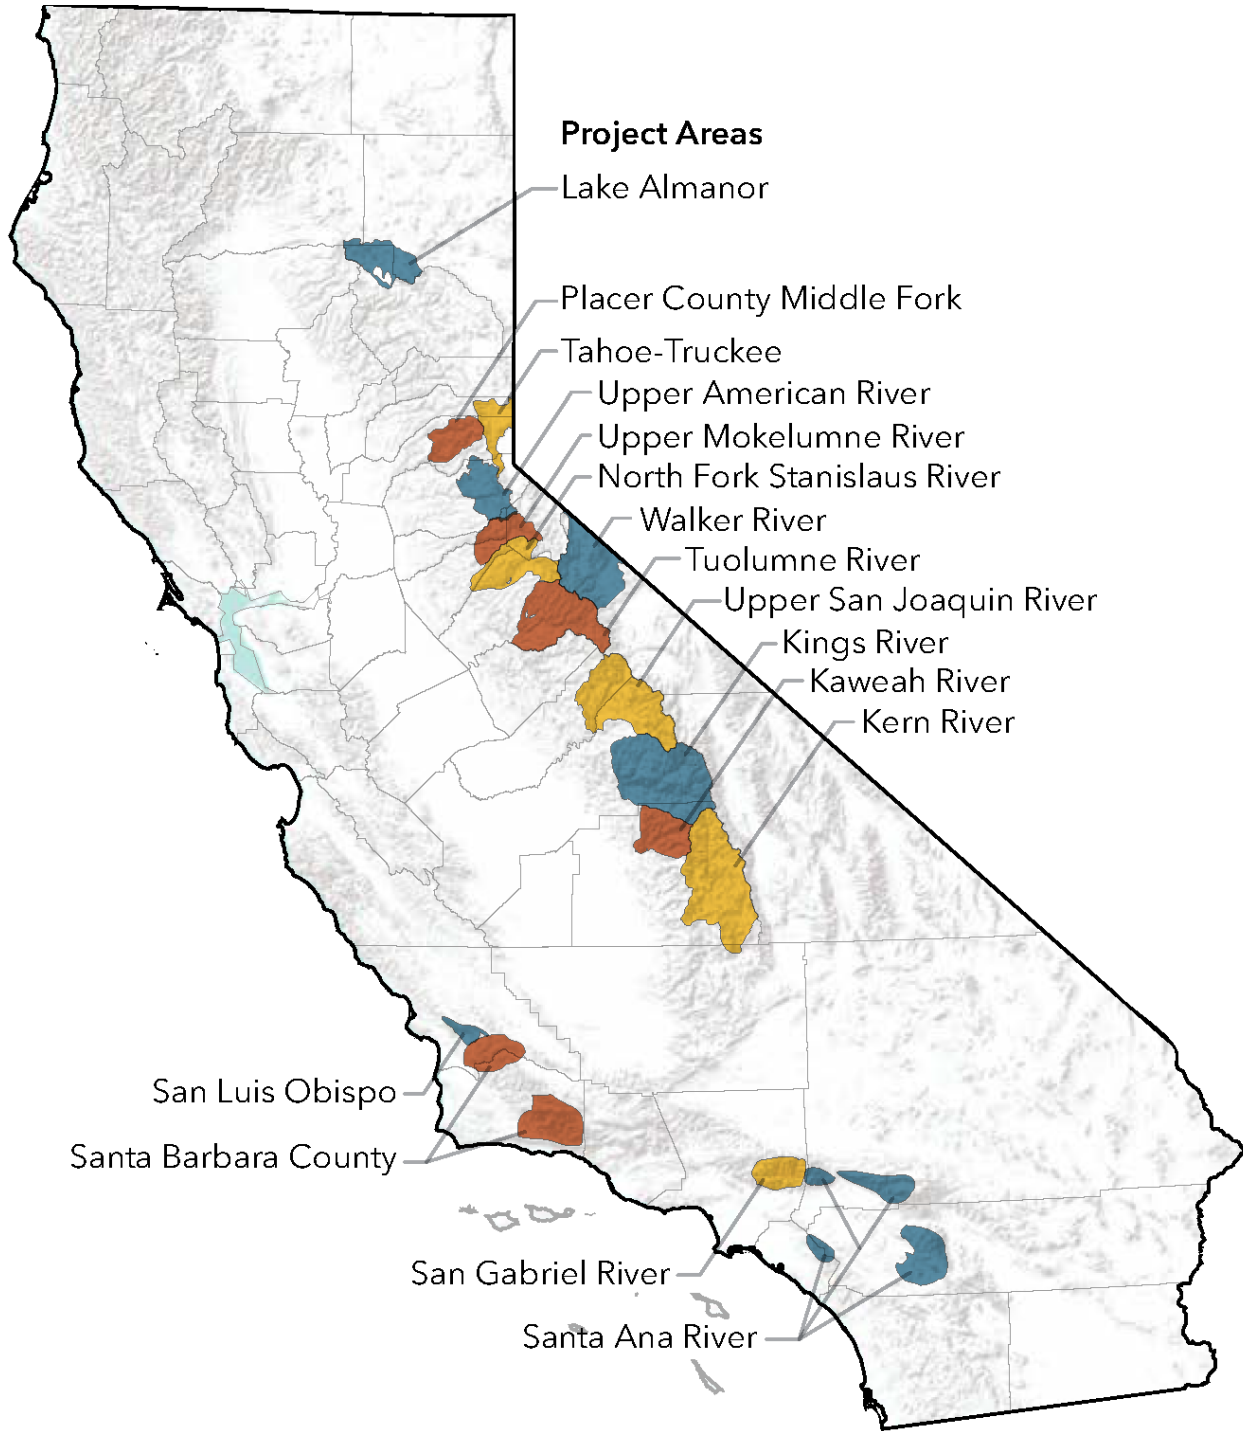 Project Areas
Lake Almanor
Placer County Middle Fork
Tahoe-Truckee
Upper American River
Upper Mokelumne River
North Fork Stanislaus River
Walker River
Tuolumne River
Upper San Joaquin River
Kings River
Kaweah River
Kern River
San Luis Obispo
Santa Barbara County
San Gabriel River
Santa Ana River